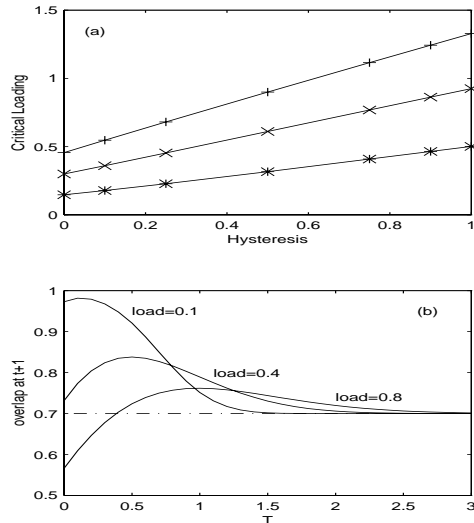 1.5
(a)
1
Critical Loading
0.5
0
0 0.2 0.4 0.6 0.8 1
Hysteresis
1
(b)
load=0.1
0.9
0.8
load=0.4
overlap at t+1
load=0.8
0.7
0.6
0.5
0 0.5 1 1.5 2 2.5 3
T